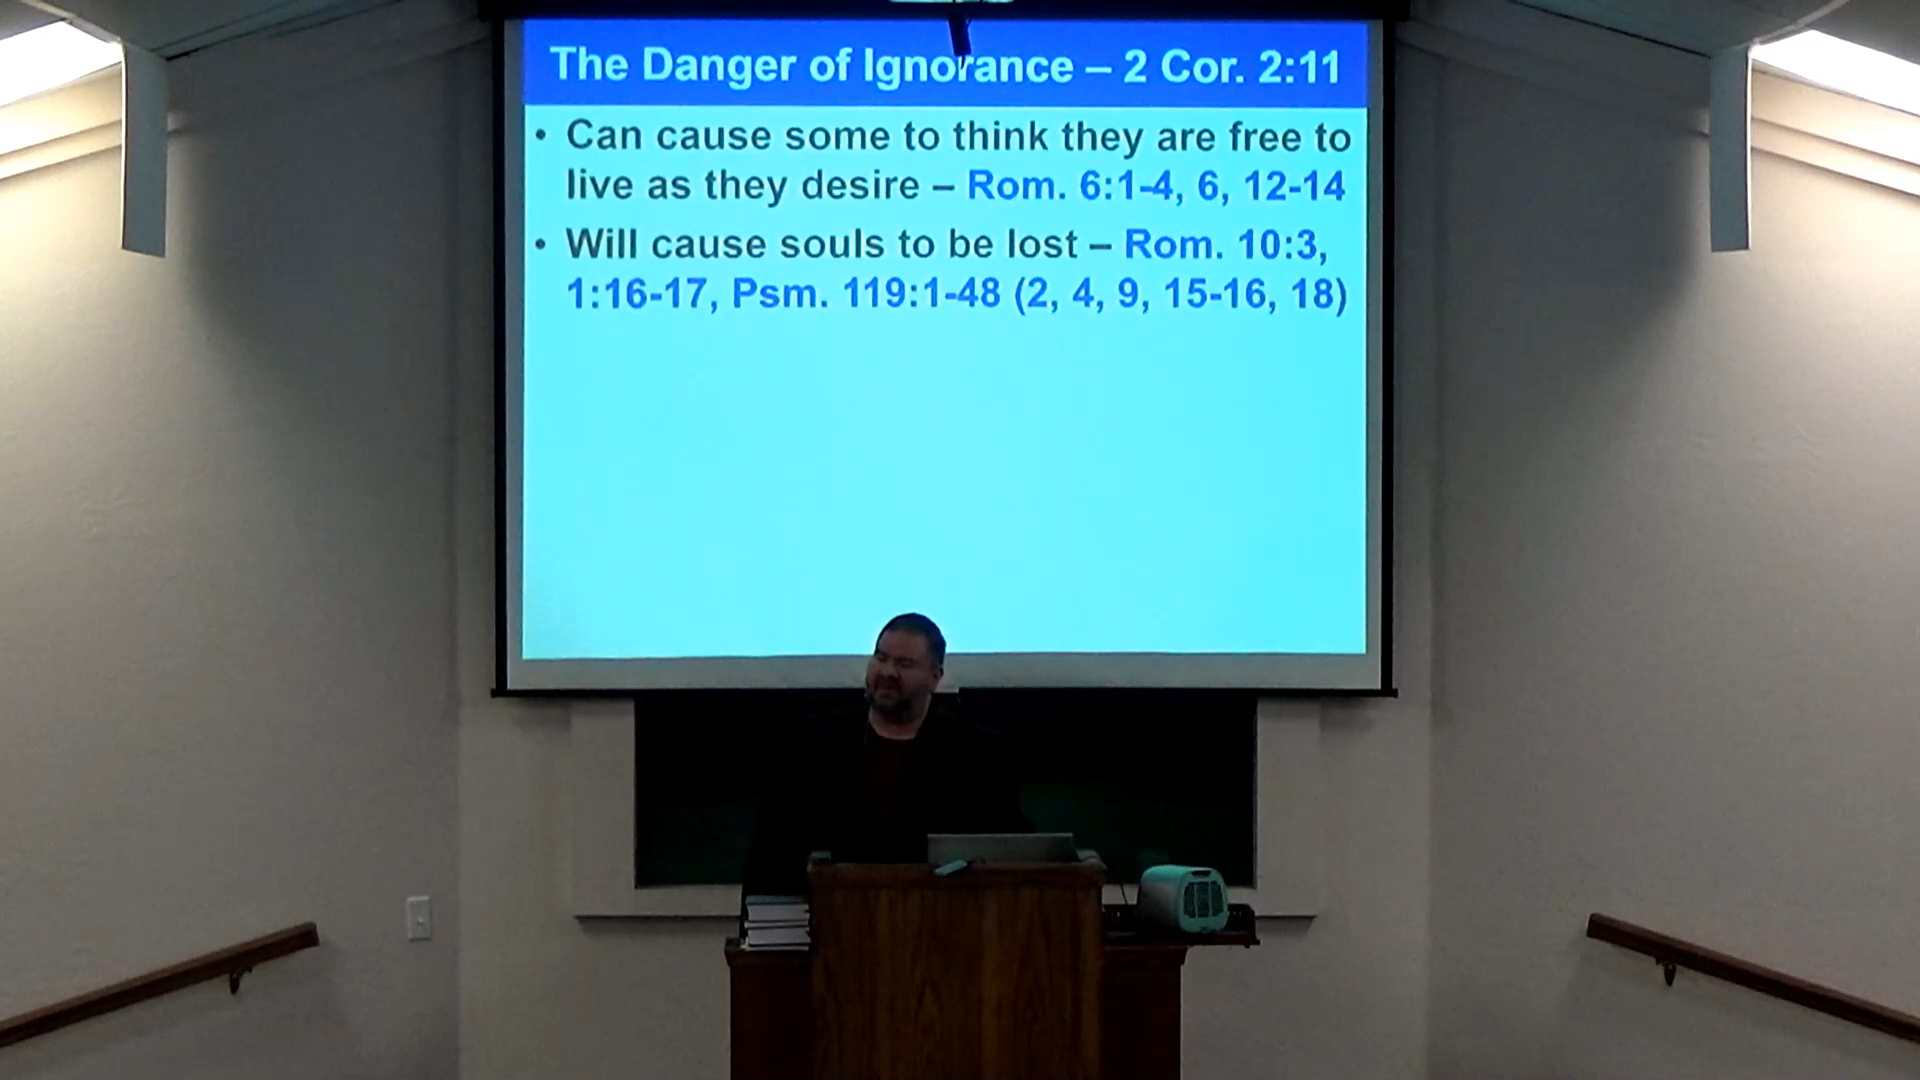 The Danger of Ignorance – 2 Cor. 2:11
• Can cause some to think they are free to
live as they desire – Rom. 6:1-4, 6, 12-14
• Will cause souls to be lost – Rom. 10:3,
1:16-17, Psm. 119:1-48 (2, 4, 9, 15-16, 18)